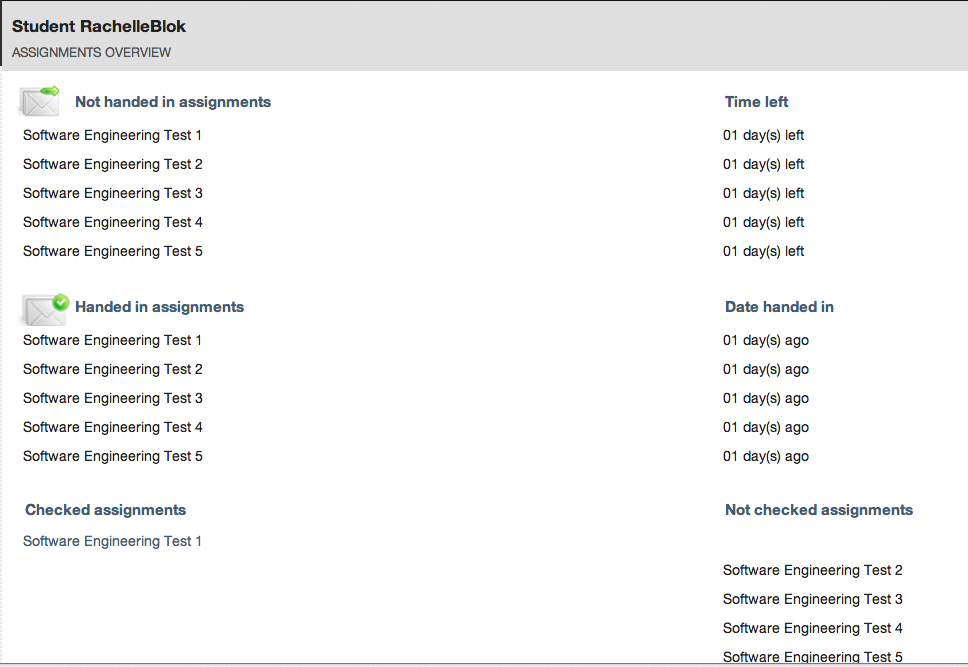 Student RachelleBlok
ASSIGNMENTS OVERVIEW
Not handed in assignments Time left
Software Engineering Test 1 01 day(s) left
Software Engineering Test 2 01 day(s) left
Software Engineering Test 3 01 day(s) left
Software Engineering Test 4 01 day(s) left
Software Engineering Test 5 01 day(s) left
Handed in assignments Date handed in
Software Engineering Test 1 01 day(s) ago
Software Engineering Test 2 01 day(s) ago
Software Engineering Test 3 01 day(s) ago
Software Engineering Test 4 01 day(s) ago
Software Engineering Test 5 01 day(s) ago
Checked assignments Not checked assignments
Software Engineering Test 1
Software Engineering Test 2
Software Engineering Test 3
Software Engineering Test 4
Software Engineering Test 5